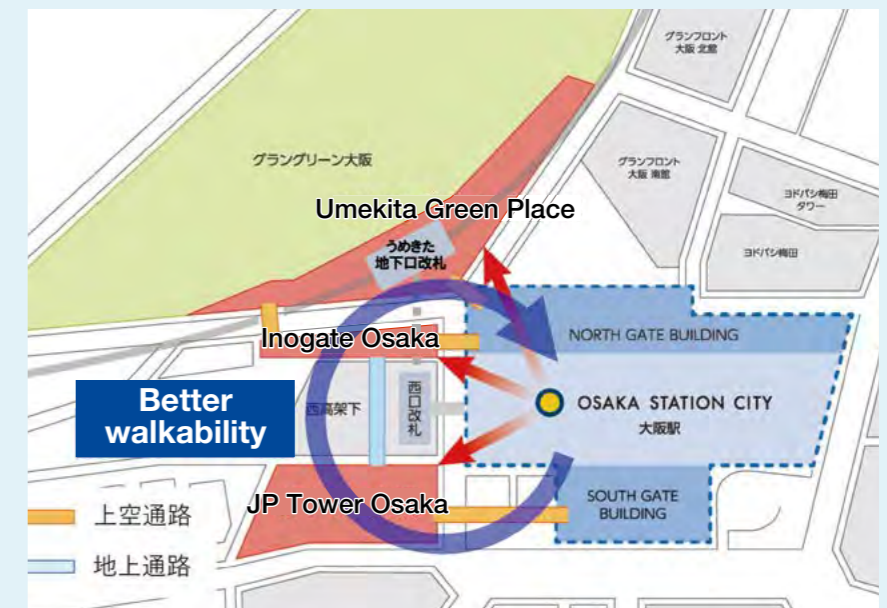 グランフロント
大阪 北館
グラングリーン大阪
グランフロント
大阪 南館
ヨドバシ梅田
タワー
Umekita Green Place
うめきた
地下口改札
ヨドバシ梅田
Inogate Osaka
NORTH GATE BUILDING
Better
walkability
西高架下
西口改札
OSAKA STATION CITY
大阪駅
JP Tower Osaka
SOUTH GATE
BUILDING
上空通路
地上通路